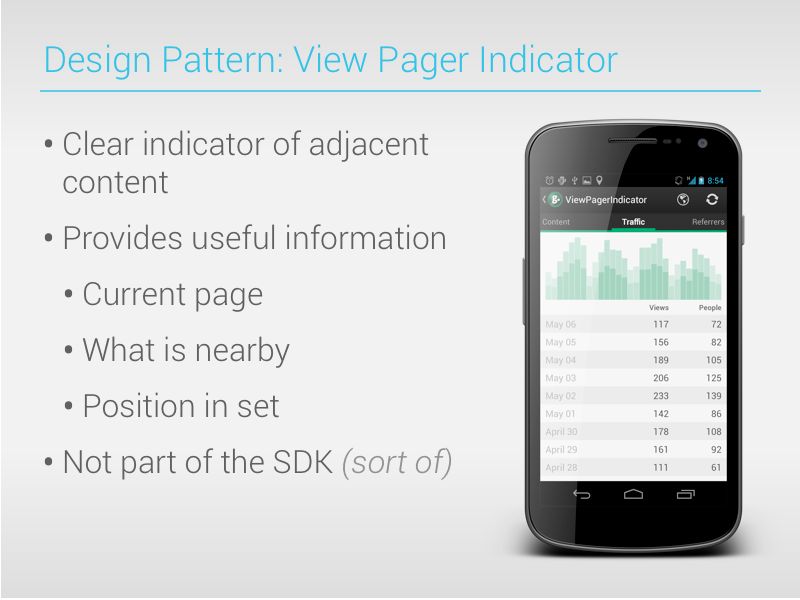 Design Pattern: View Pager Indicator
• Clear indicator of adjacent
content
• Provides useful information
• Current page
• What is nearby
• Position in set
• Not part of the SDK (sort of)
8:54
ViewPagerIndicator
Content Traffic Referrers
Views People
May 06 117 72
May 05 156 82
May 04 189 105
May 03 206 125
May 02 233 139
May 01 142 86
April 30 178 108
April 29 161 92
April 28 111 61